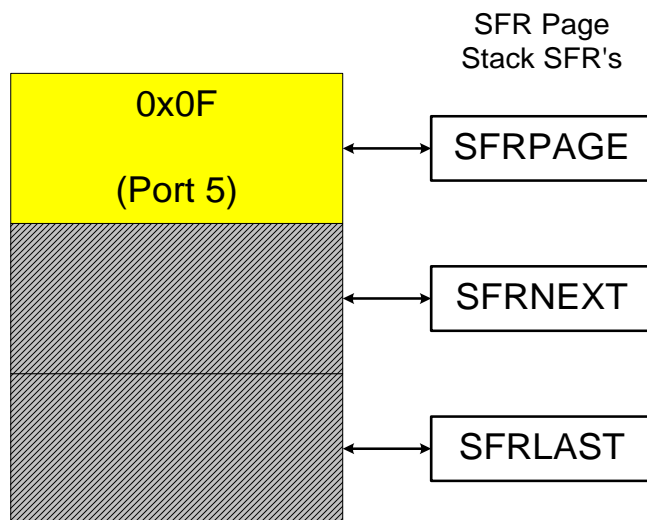 SFR Page
Stack SFR's
0x0F
(Port 5)
SFRPAGE
SFRNEXT
SFRLAST